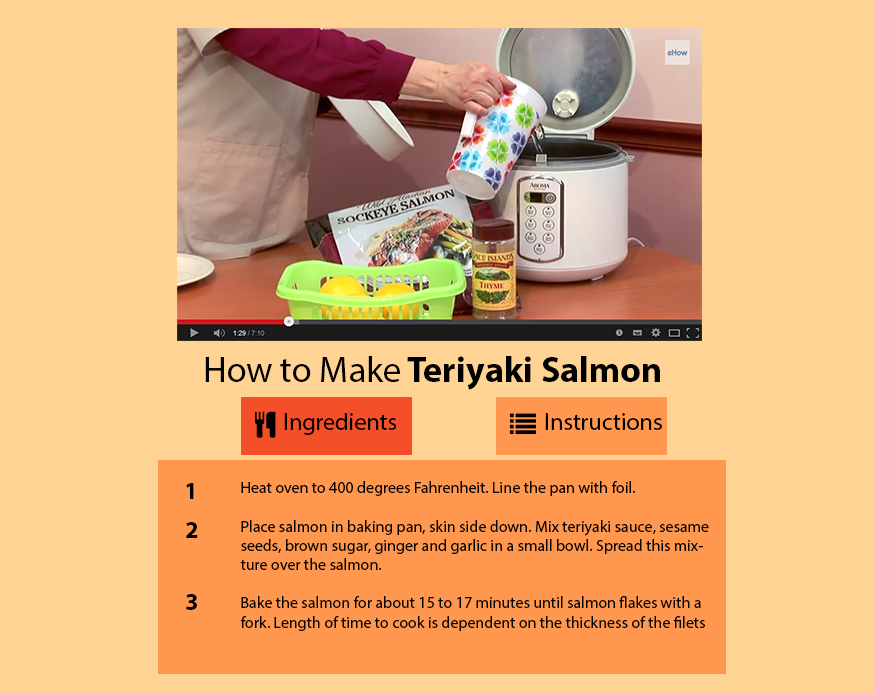 eHow
AROMA
Wild Alaskan
SOCKEYE SALMON
SPICE ISLANDS
THYME
1:29 / 7:10
How to Make Teriyaki Salmon
Ingredients
Instructions
1 Heat oven to 400 degrees Fahrenheit. Line the pan with foil.
2 Place salmon in baking pan, skin side down. Mix teriyaki sauce, sesame
seeds, brown sugar, ginger and garlic in a small bowl. Spread this mix-
ture over the salmon.
3 Bake the salmon for about 15 to 17 minutes until salmon flakes with a
fork. Length of time to cook is dependent on the thickness of the filets